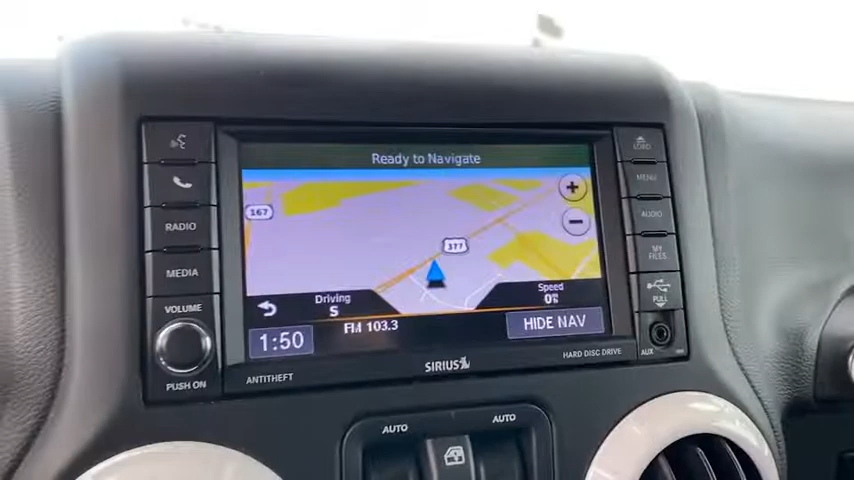 Ready to Navigate
LOAD
MENU
RADIO
AUDIO
MEDIA
MY
FILES
167
377
+
-
VOLUME
Driving
S
Speed
0
PULL
FM 103.3
1:50
HIDE NAV
PUSH PWR
ANTITHEFT
SIRIUS
HARD DISC DRIVE
AUX
AUTO
AUTO